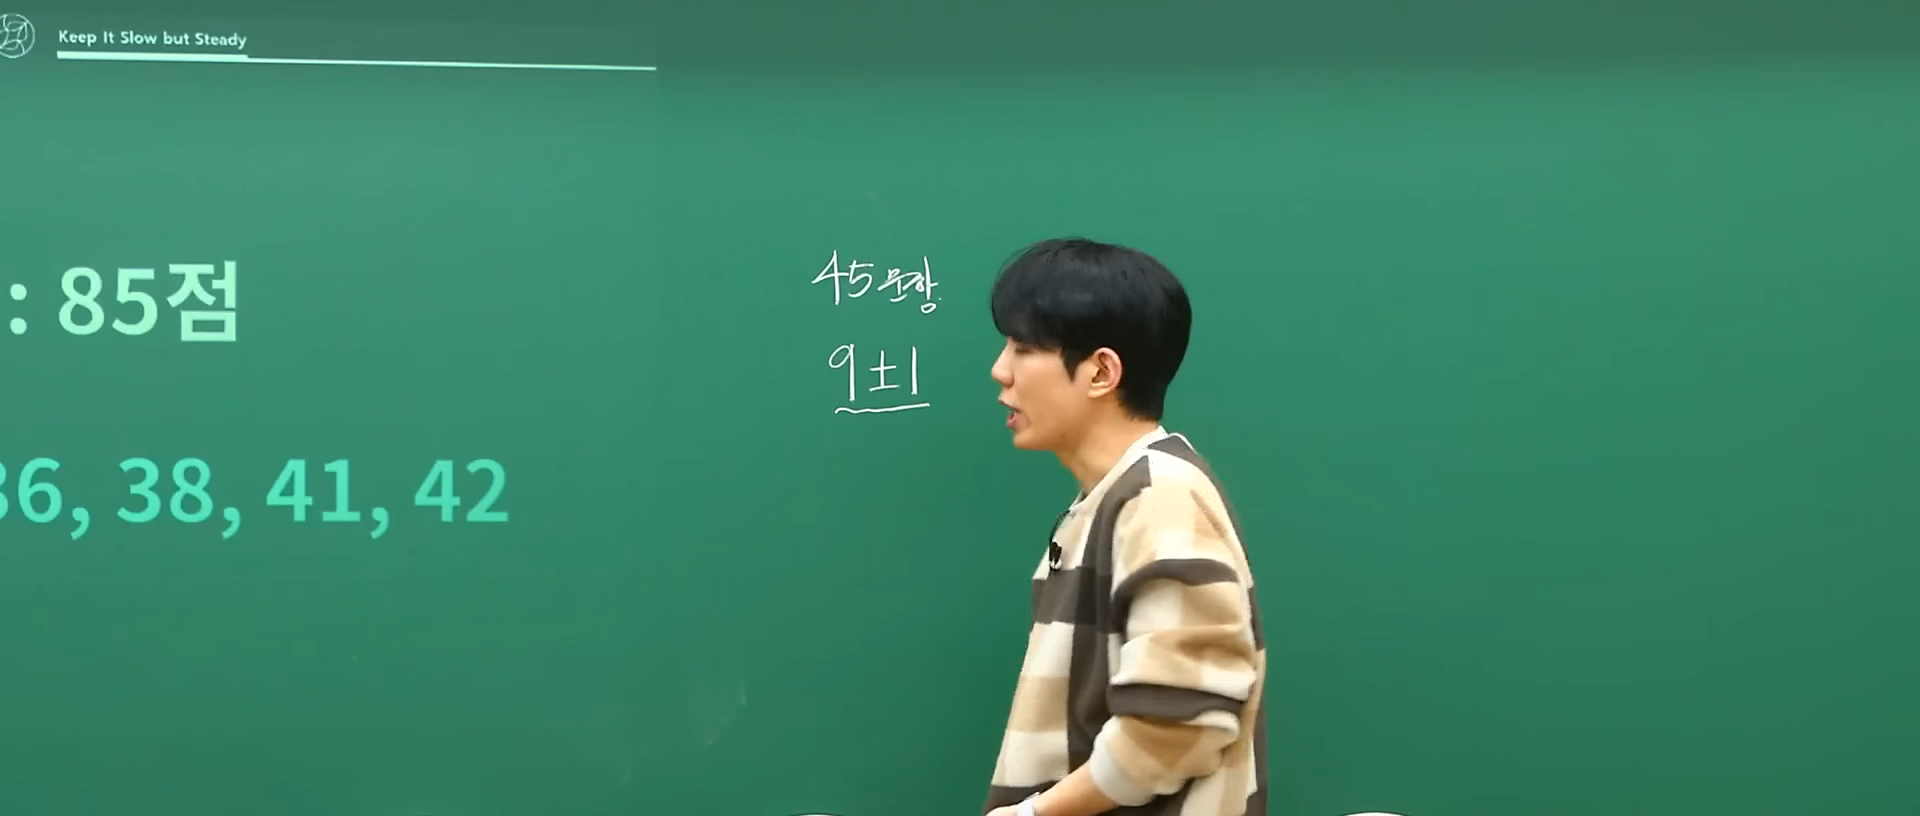 Keep It Slow but Steady
: 85점
36, 38, 41, 42
45문항
9±1